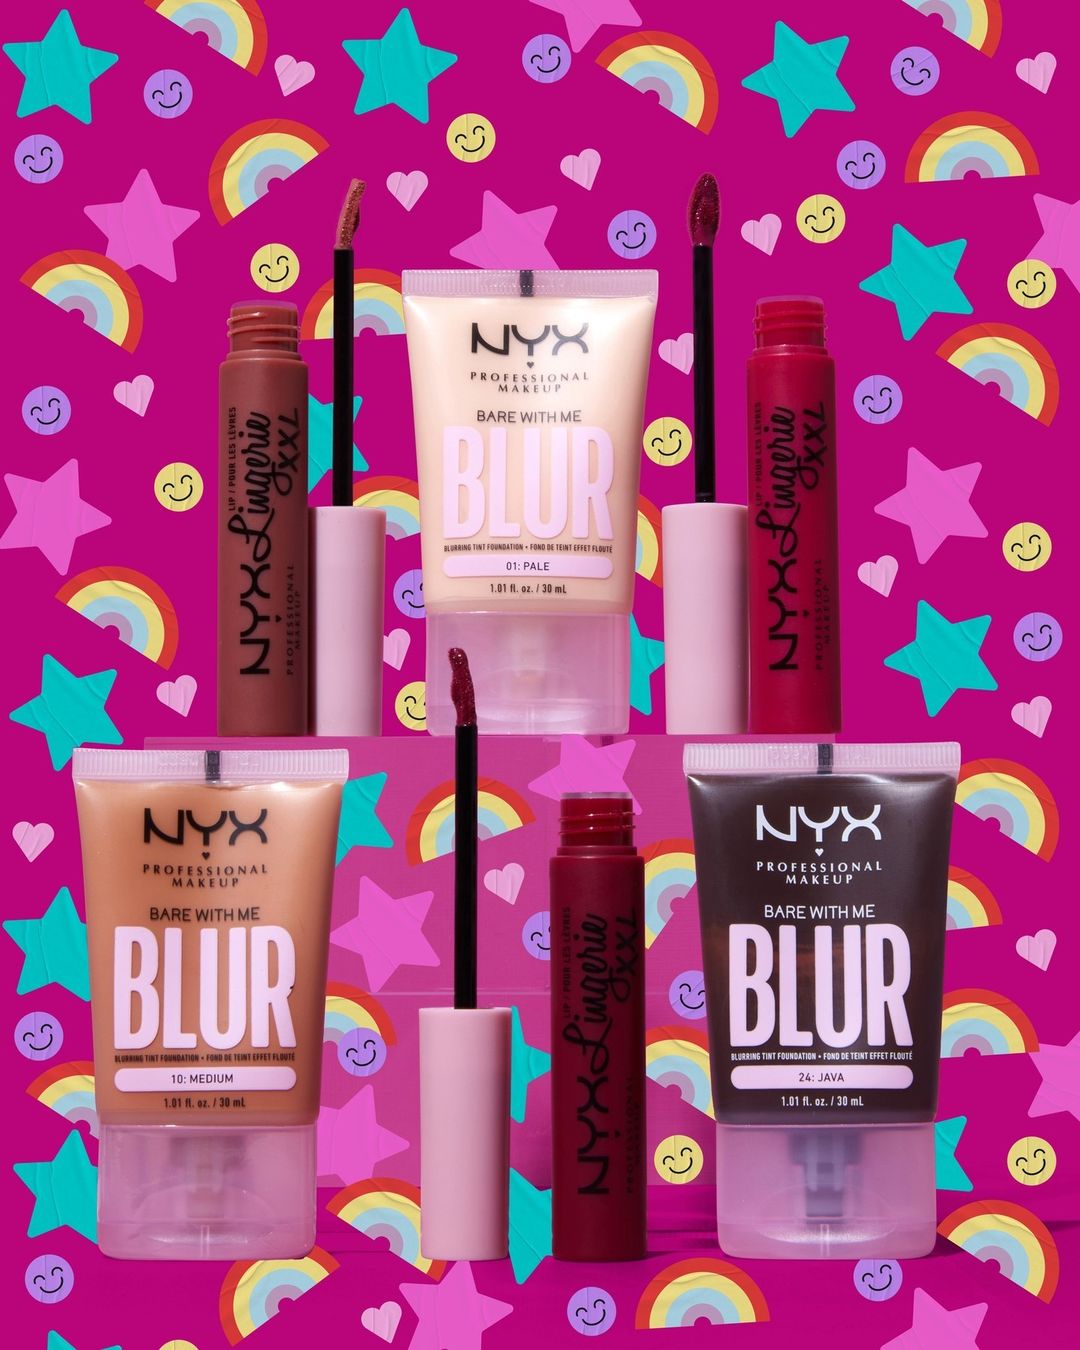 NYX
PROFESSIONAL
MAKEUP
BARE WITH ME
BLUR
BLURRING TINT FOUNDATION • FOND DE TEINT EFFET FLOUTÉ
01: PALE
1.01 fl. oz. / 30 mL
NYX
PROFESSIONAL
MAKEUP
LIP / POUR LES LÈVRES
Lingerie
XXL
NYX
PROFESSIONAL
MAKEUP
LIP / POUR LES LÈVRES
Lingerie
XXL
NYX
PROFESSIONAL
MAKEUP
BARE WITH ME
BLUR
BLURRING TINT FOUNDATION • FOND DE TEINT EFFET FLOUTÉ
10: MEDIUM
1.01 fl. oz. / 30 mL
NYX
PROFESSIONAL
MAKEUP
LIP / POUR LES LÈVRES
Lingerie
XXL
NYX
PROFESSIONAL
MAKEUP
BARE WITH ME
BLUR
BLURRING TINT FOUNDATION • FOND DE TEINT EFFET FLOUTÉ
24: JAVA
1.01 fl. oz. / 30 mL